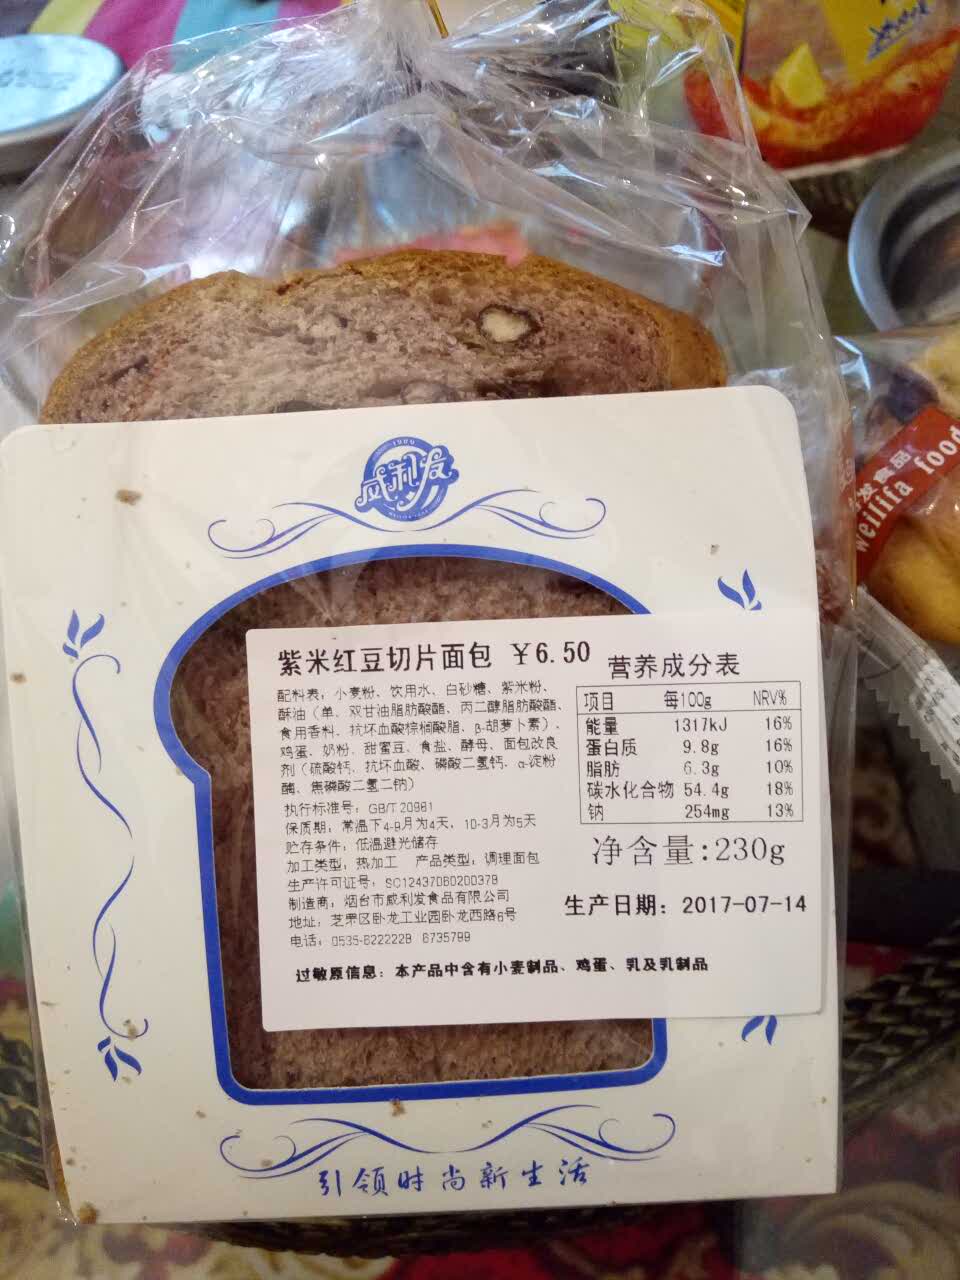 1989
威利发
紫米红豆切片面包 ￥6.50
配料表：小麦粉、饮用水、白砂糖、紫米粉、
酥油（单、双甘油脂肪酸酯、丙二醇脂肪酸酯、
食用香料、抗坏血酸棕榈酸脂、β-胡萝卜素）、
鸡蛋、奶粉、甜蜜豆、食盐、酵母、面包改良
剂（硫酸钙、抗坏血酸、磷酸二氢钙、α-淀粉
酶、焦磷酸二氢二钠）
执行标准号：GB/T 20981
保质期：常温下4-9月为4天、10-3月为5天
贮存条件：低温避光储存
加工类型：热加工 产品类型：调理面包
生产许可证号：SC12437060200378
制造商：烟台市威利发食品有限公司
地址：芝罘区卧龙工业园卧龙西路6号
电话：0535-6222228 6735799
营养成分表
项目 每100g NRV%
能量 1317kJ 16%
蛋白质 9.8g 16%
脂肪 6.3g 10%
碳水化合物 54.4g 18%
钠 254mg 13%
净含量:230g
生产日期：2017-07-14
过敏原信息：本产品中含有小麦制品、鸡蛋、乳及乳制品
引领时尚新生活
发食品
weilifa food